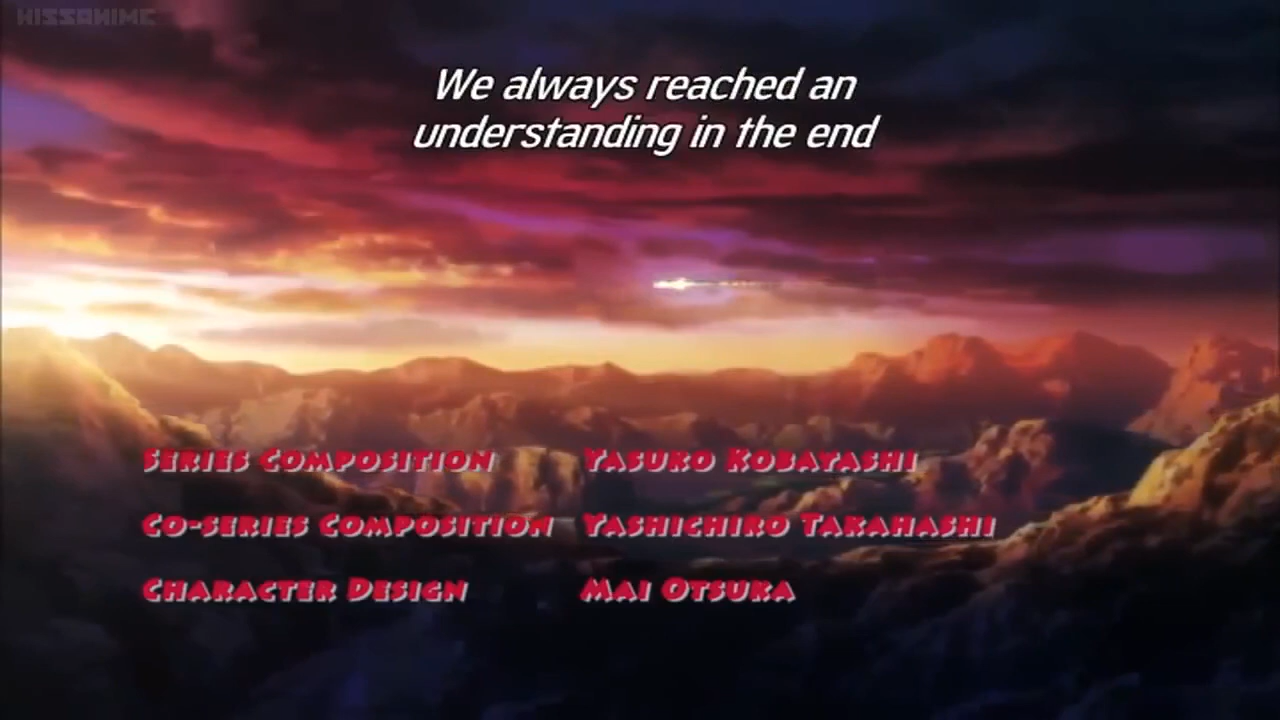 KISSANIME
We always reached an
understanding in the end
Series Composition Yasuko Kobayashi
Co-series Composition Yashichiro Takahashi
Character Design Mai Otsuka